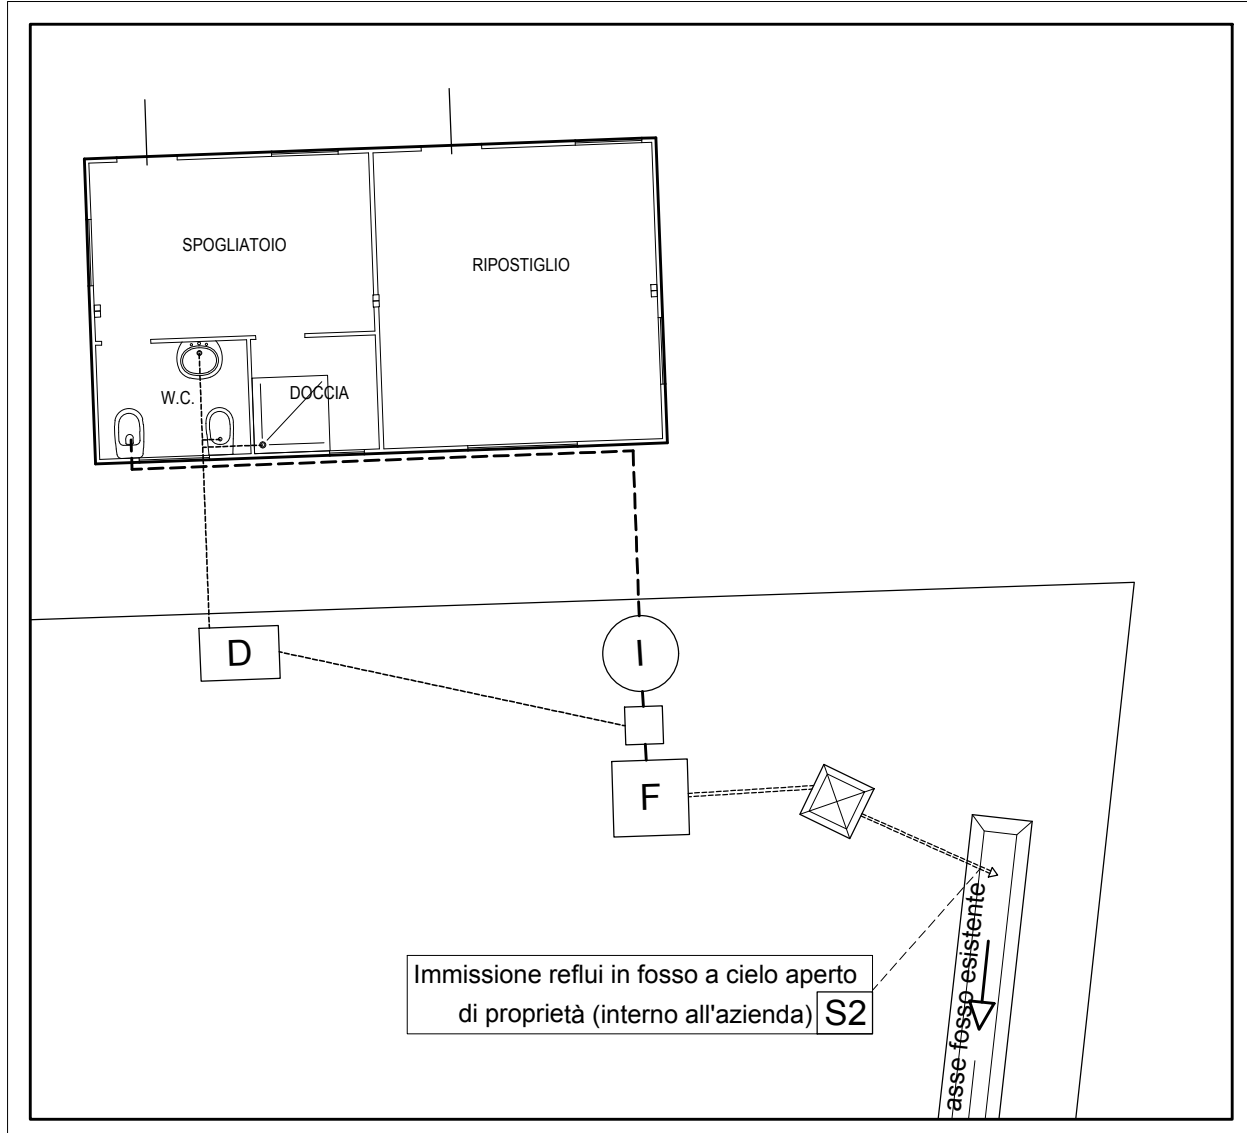 SPOGLIATOIO
RIPOSTIGLIO
W.C.
DOCCIA
D
I
F
asse fosso esistente
Immissione reflui in fosso a cielo aperto
di proprietà (interno all'azienda) S2